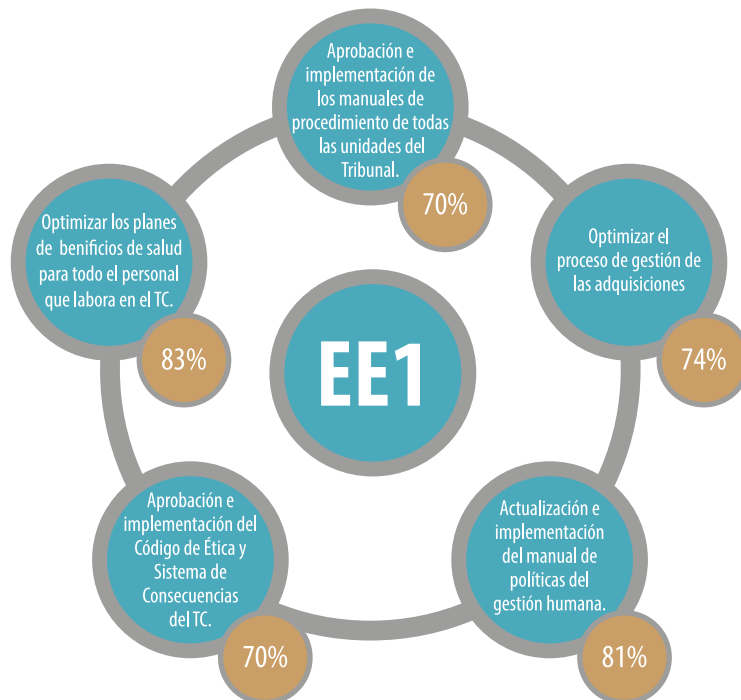 Aprobación e
implementación de
los manuales de
procedimiento de todas
las unidades del
Tribunal.
70%
Optimizar el
proceso de gestión de
las adquisiciones
74%
Actualización e
implementación
del manual de
políticas del
gestión humana.
81%
Aprobación e
implementación del
Código de Ética y
Sistema de
Consecuencias
del TC.
70%
Optimizar los planes
de benificios de salud
para todo el personal
que labora en el TC.
83%
EE1